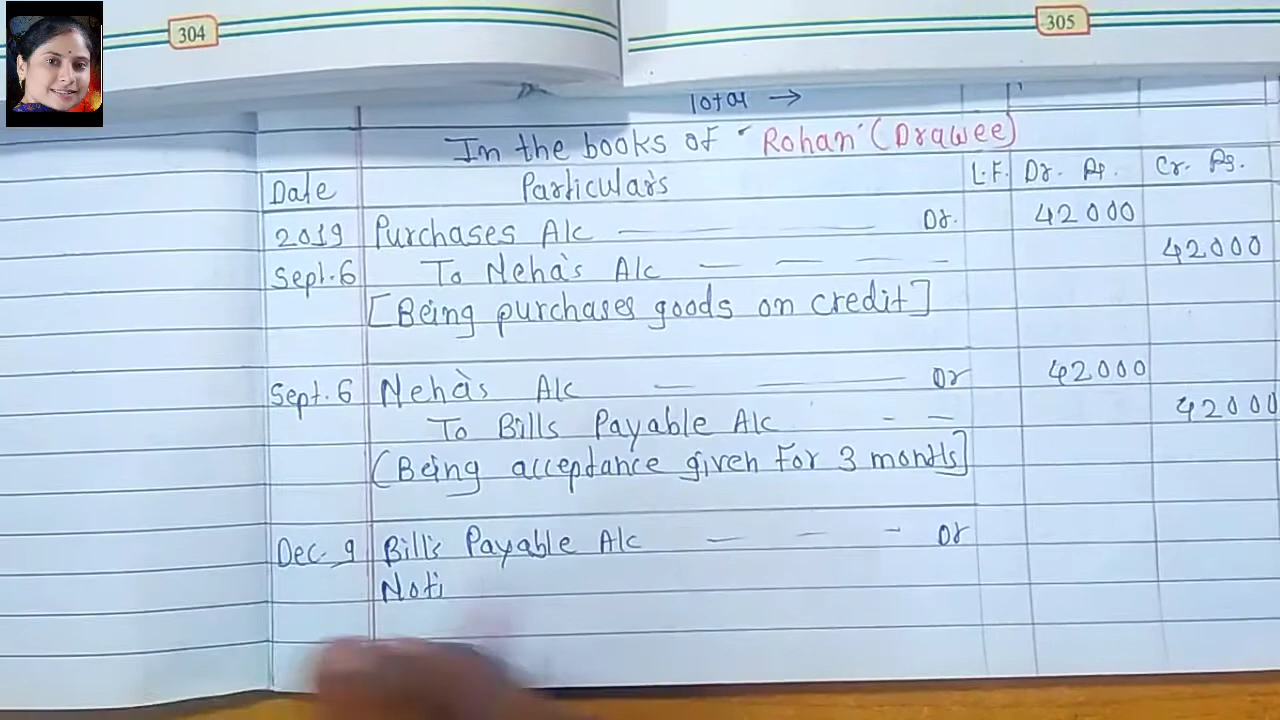 304
305
Total →
In the books of "Rohan" (Drawee)
Date Particulars L.F. Dr. Rs. Cr. Rs.
2019 Purchases A/c Dr. 42000
Sept. 6 To Neha's A/c 42000
[Being purchases goods on credit]
Sept. 6 Neha's A/c Dr 42000
To Bills Payable A/c 42000
(Being acceptance given for 3 months]
Dec. 9 Bills Payable A/c Dr
Noti